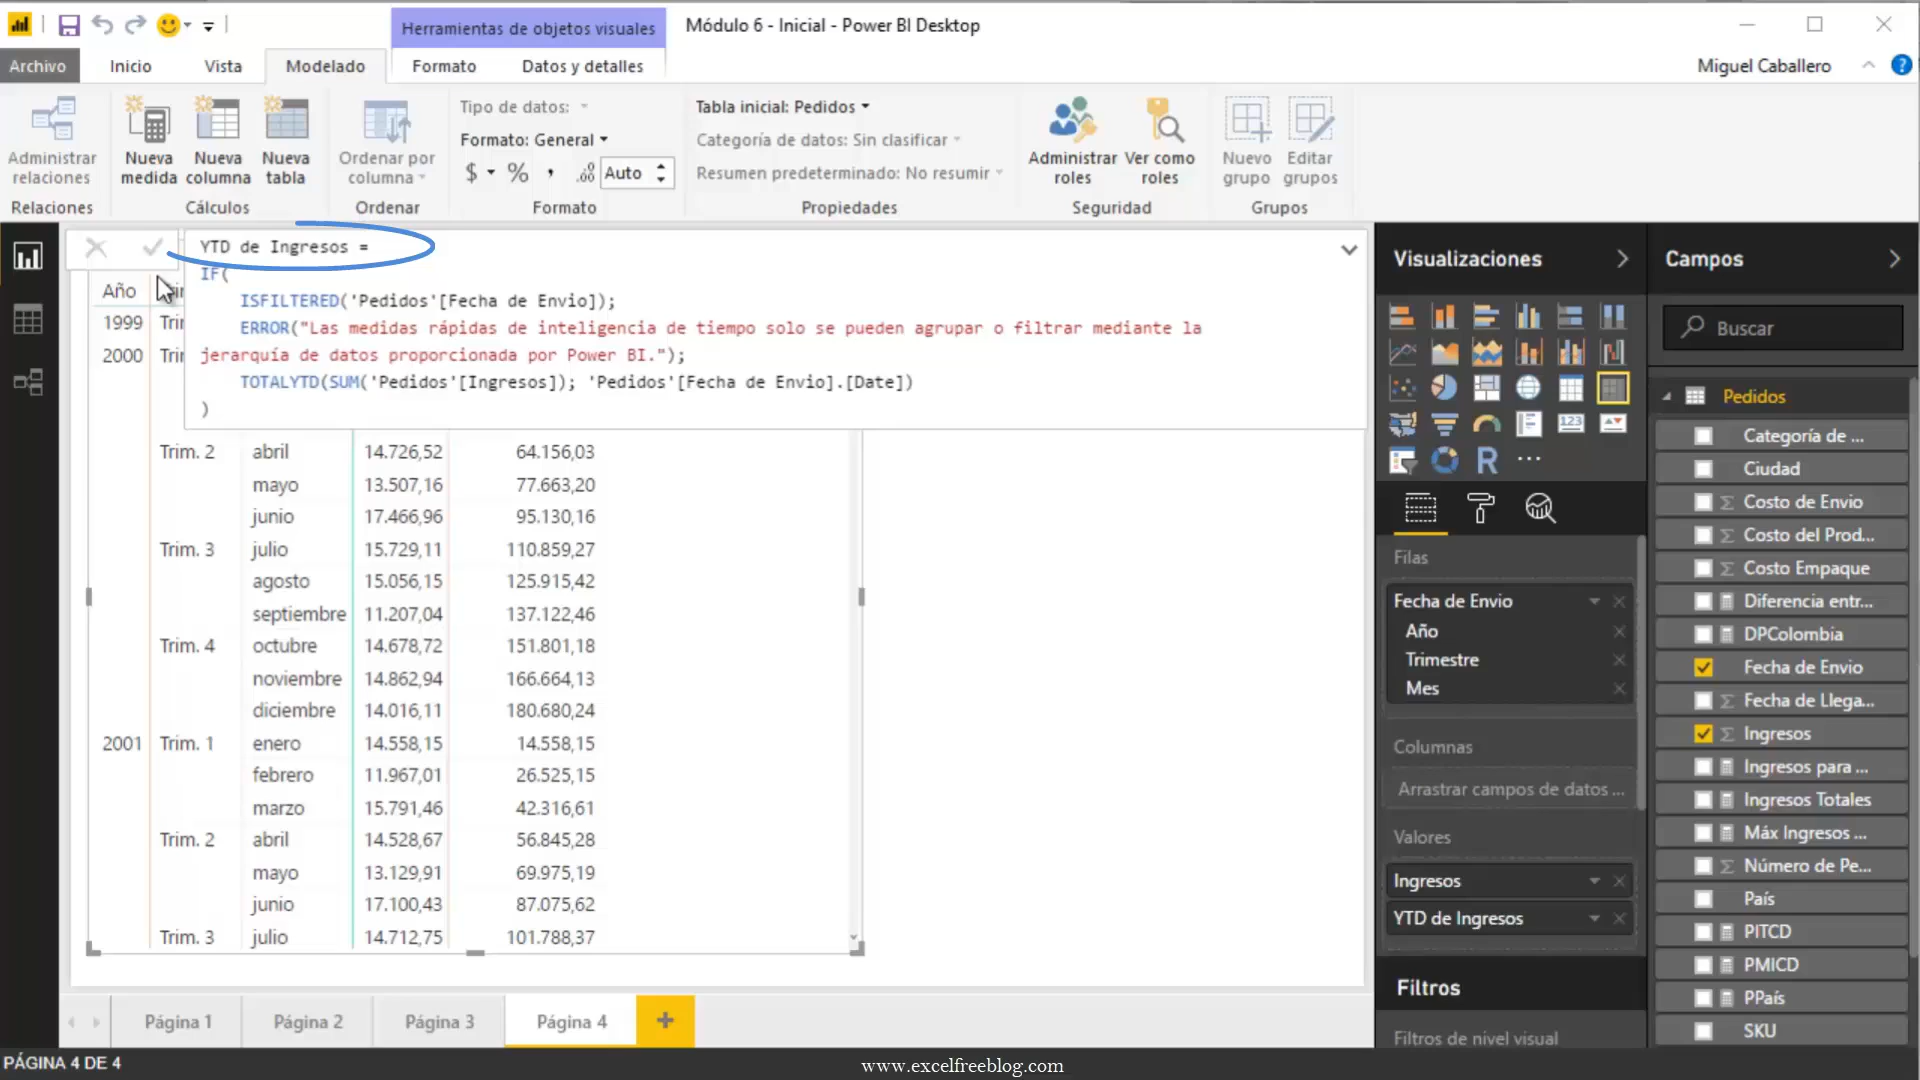 Herramientas de objetos visuales
Módulo 6 - Inicial - Power BI Desktop
Archivo
Inicio
Vista
Modelado
Formato
Datos y detalles
Miguel Caballero
?
Administrar
relaciones
Relaciones
Nueva
medida
Nueva
columna
Nueva
tabla
Cálculos
Ordenar por
columna
Ordenar
Tipo de datos:
Formato: General
$ % , .00 Auto
Formato
Tabla inicial: Pedidos
Categoría de datos: Sin clasificar
Resumen predeterminado: No resumir
Propiedades
Administrar
roles
Ver como
roles
Seguridad
Nuevo
grupo
Editar
grupos
Grupos
YTD de Ingresos =
IF(
ISFILTERED('Pedidos'[Fecha de Envio]);
ERROR("Las medidas rápidas de inteligencia de tiempo solo se pueden agrupar o filtrar mediante la
jerarquía de datos proporcionada por Power BI.");
TOTALYTD(SUM('Pedidos'[Ingresos]); 'Pedidos'[Fecha de Envio].[Date])
)
Año
1999
2000
Trim. 2 abril 14.726,52 64.156,03
mayo 13.507,16 77.663,20
junio 17.466,96 95.130,16
Trim. 3 julio 15.729,11 110.859,27
agosto 15.056,15 125.915,42
septiembre 11.207,04 137.122,46
Trim. 4 octubre 14.678,72 151.801,18
noviembre 14.862,94 166.664,13
diciembre 14.016,11 180.680,24
2001 Trim. 1 enero 14.558,15 14.558,15
febrero 11.967,01 26.525,15
marzo 15.791,46 42.316,61
Trim. 2 abril 14.528,67 56.845,28
mayo 13.129,91 69.975,19
junio 17.100,43 87.075,62
Trim. 3 julio 14.712,75 101.788,37
Visualizaciones
123
R
...
Filas
Fecha de Envio
Año
Trimestre
Mes
Columnas
Arrastrar campos de datos ...
Valores
Ingresos
YTD de Ingresos
Filtros
Filtros de nivel visual
Campos
Buscar
Pedidos
Categoría de ...
Ciudad
Σ Costo de Envio
Σ Costo del Prod...
Σ Costo Empaque
Diferencia entr...
DPColombia
Fecha de Envio
Σ Fecha de Llega...
Σ Ingresos
Ingresos para ...
Ingresos Totales
Máx Ingresos ...
Σ Número de Pe...
País
PITCD
PMICD
PPaís
SKU
Página 1
Página 2
Página 3
Página 4
+
PÁGINA 4 DE 4
www.excelfreeblog.com